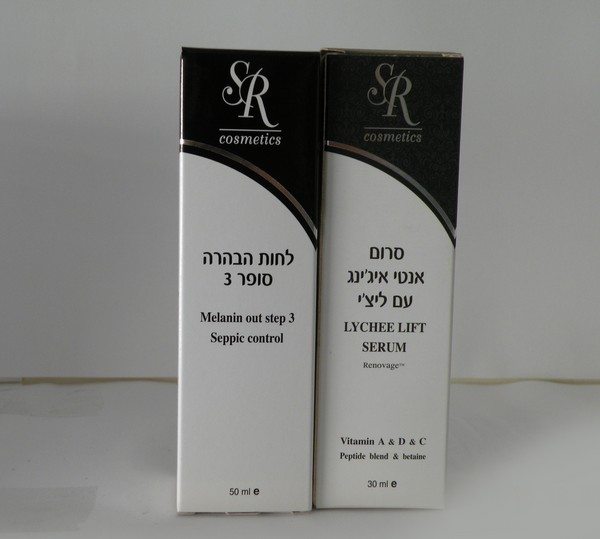 SR
cosmetics
לחות הבהרה
סופר 3
Melanin out step 3
Seppic control
50 ml e
SR
cosmetics
סרום
אנטי אייג'ינג
עם ליצ'י
LYCHEE LIFT
SERUM
Renovage™
Vitamin A & D & C
Peptide blend & betaine
30 ml e